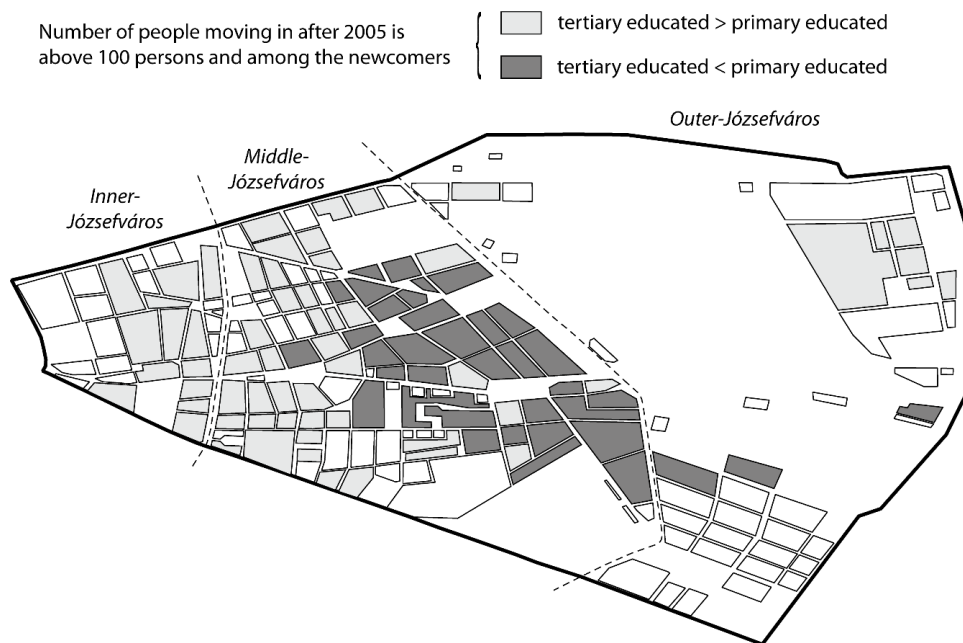 Number of people moving in after 2005 is
above 100 persons and among the newcomers
tertiary educated > primary educated
tertiary educated < primary educated
Outer-Józsefváros
Middle-
Józsefváros
Inner-
Józsefváros